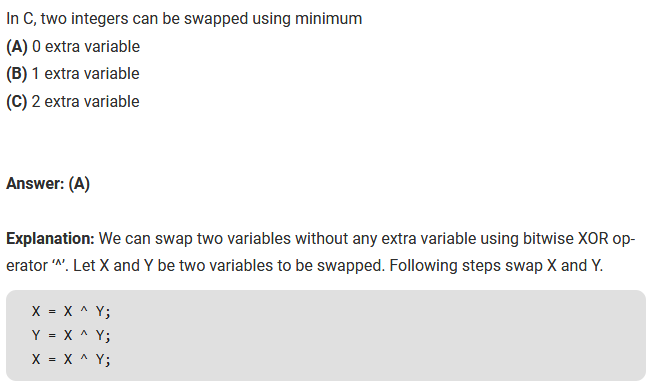 In C, two integers can be swapped using minimum
(A) 0 extra variable
(B) 1 extra variable
(C) 2 extra variable
Answer: (A)
Explanation: We can swap two variables without any extra variable using bitwise XOR op-
erator ‘^’. Let X and Y be two variables to be swapped. Following steps swap X and Y.
X = X ^ Y;
Y = X ^ Y;
X = X ^ Y;